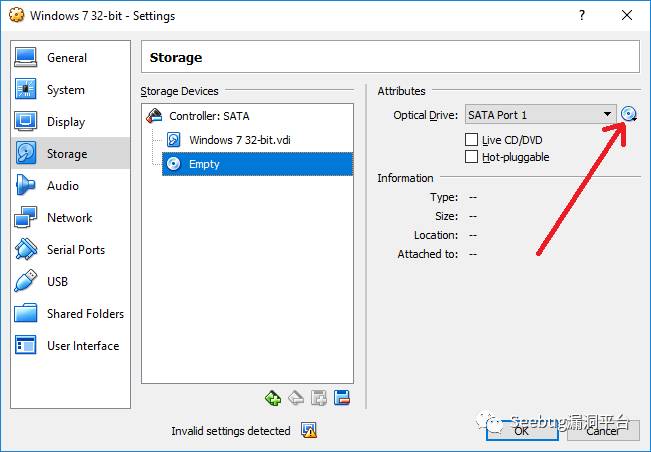 Windows 7 32-bit - Settings
General
System
Display
Storage
Audio
Network
Serial Ports
USB
Shared Folders
User Interface
Storage
Storage Devices
Controller: SATA
Windows 7 32-bit.vdi
Empty
Attributes
Optical Drive: SATA Port 1
Live CD/DVD
Hot-pluggable
Information
Type: --
Size: --
Location: --
Attached to: --
Invalid settings detected
OK
Cancel
Seebug漏洞平台